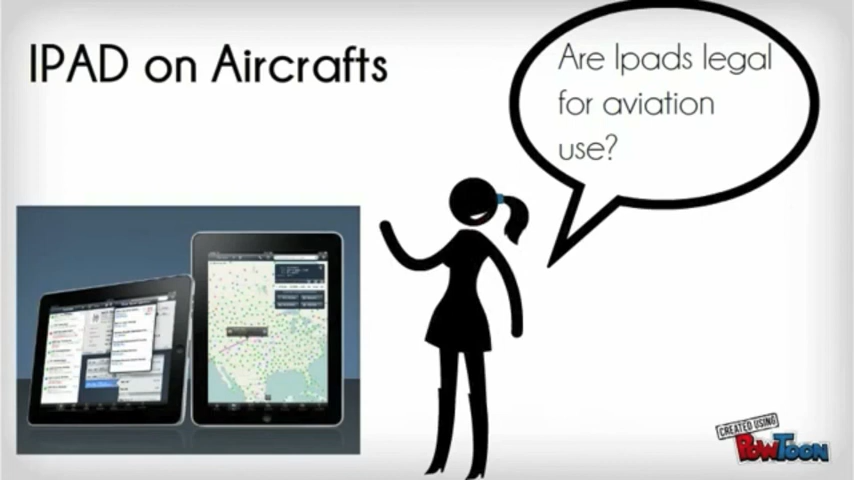 IPAD on Aircrafts
Are Ipads legal
for aviation
use?
CREATED USING
POWTOON